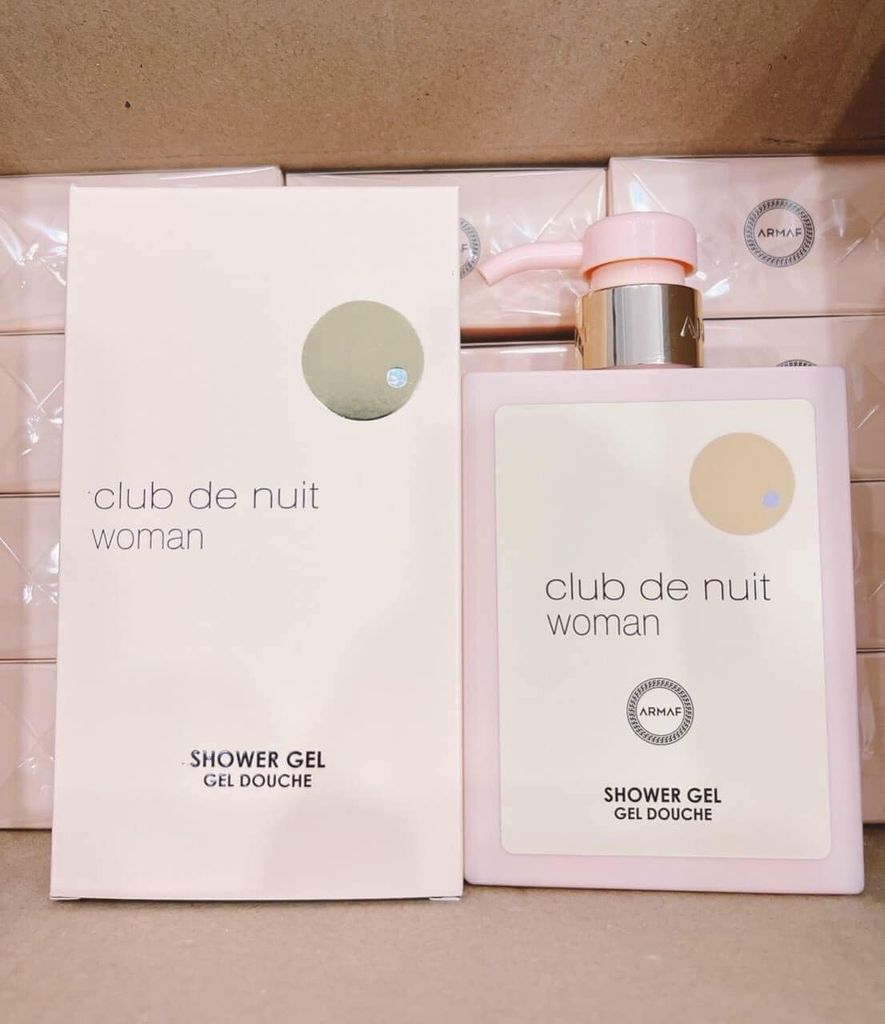 ARMAF
club de nuit
woman
SHOWER GEL
GEL DOUCHE
club de nuit
woman
ARMAF
SHOWER GEL
GEL DOUCHE